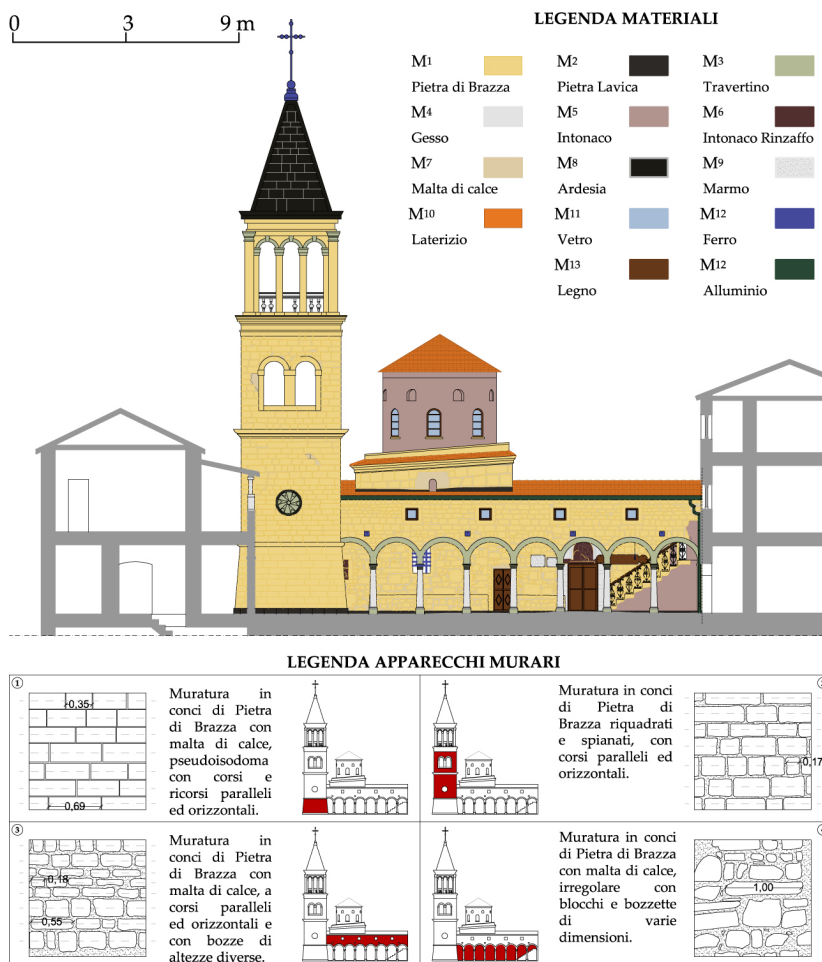 0 3 9 m
LEGENDA MATERIALI
M1 M2 M3
Pietra di Brazza Pietra Lavica Travertino
M4 M5 M6
Gesso Intonaco Intonaco Rinzaffo
M7 M8 M9
Malta di calce Ardesia Marmo
M10 M11 M12
Laterizio Vetro Ferro
M13 M12
Legno Alluminio
LEGENDA APPARECCHI MURARI
1
0,35
0,69
Muratura in
conci di Pietra
di Brazza con
malta di calce,
pseudoisodoma
con corsi e
ricorsi paralleli
ed orizzontali.
Muratura in conci
di Pietra di
Brazza riquadrati
e spianati, con
corsi paralleli ed
orizzontali.
0,17
3
0,18
0,55
Muratura in
conci di Pietra
di Brazza con
malta di calce, a
corsi paralleli
ed orizzontali e
con bozze di
altezze diverse.
Muratura in conci
di Pietra di Brazza
con malta di calce,
irregolare con
blocchi e bozzette
di varie
dimensioni.
1,00